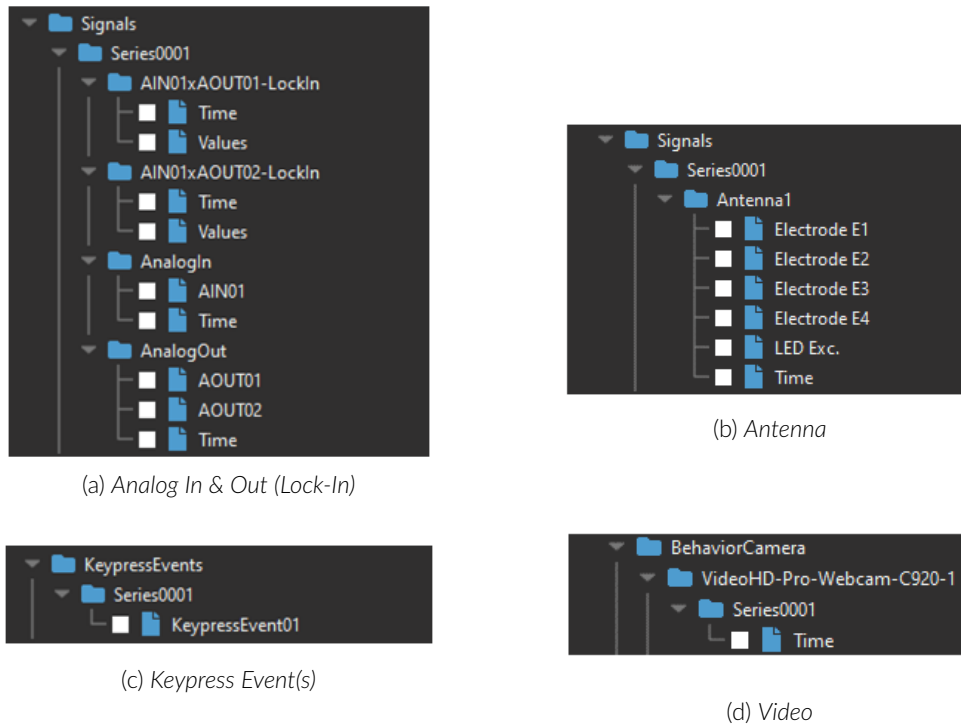 Signals
Series0001
AIN01xAOUT01-LockIn
Time
Values
AIN01xAOUT02-LockIn
Time
Values
AnalogIn
AIN01
Time
AnalogOut
AOUT01
AOUT02
Time
(a) Analog In & Out (Lock-In)
Signals
Series0001
Antenna1
Electrode E1
Electrode E2
Electrode E3
Electrode E4
LED Exc.
Time
(b) Antenna
KeypressEvents
Series0001
KeypressEvent01
(c) Keypress Event(s)
BehaviorCamera
VideoHD-Pro-Webcam-C920-1
Series0001
Time
(d) Video